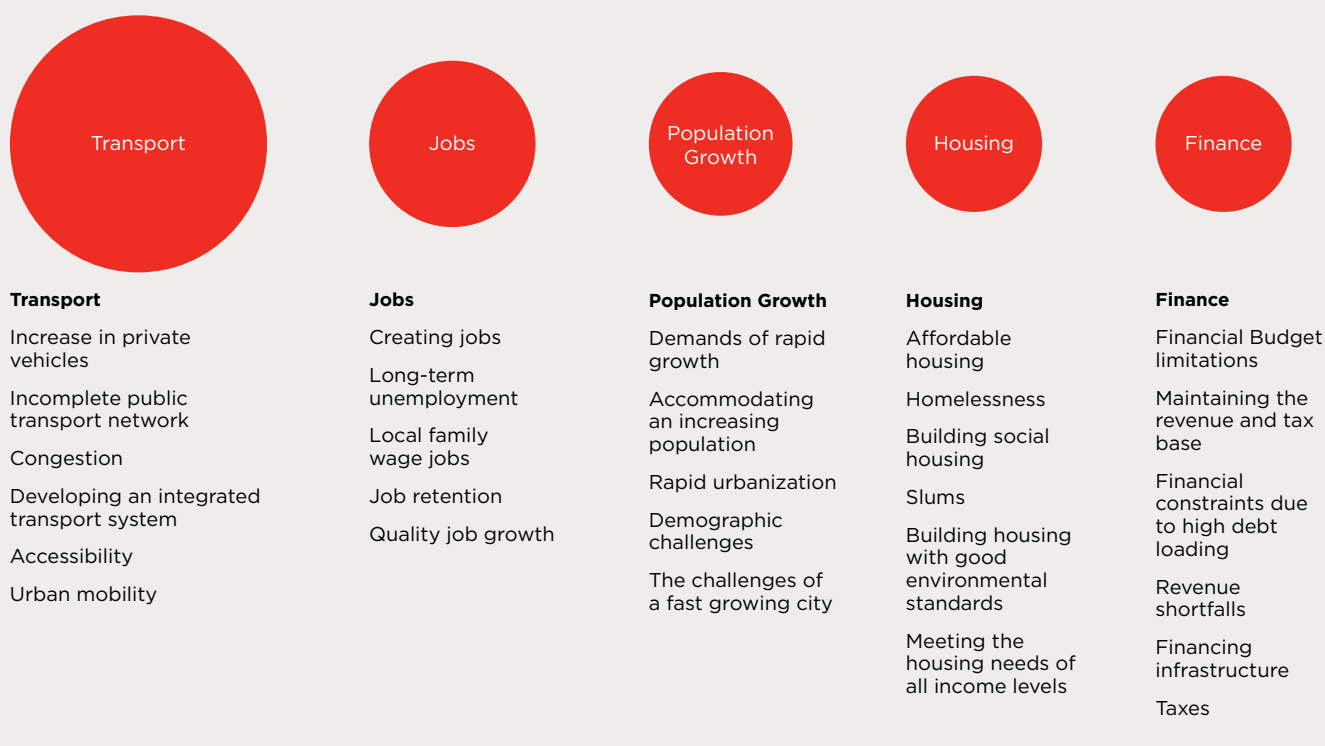 Transport
Jobs
Population
Growth
Housing
Finance
Transport
Increase in private
vehicles
Incomplete public
transport network
Congestion
Developing an integrated
transport system
Accessibility
Urban mobility
Jobs
Creating jobs
Long-term
unemployment
Local family
wage jobs
Job retention
Quality job growth
Population Growth
Demands of rapid
growth
Accommodating
an increasing
population
Rapid urbanization
Demographic
challenges
The challenges of
a fast growing city
Housing
Affordable
housing
Homelessness
Building social
housing
Slums
Building housing
with good
environmental
standards
Meeting the
housing needs of
all income levels
Finance
Financial Budget
limitations
Maintaining the
revenue and tax
base
Financial
constraints due
to high debt
loading
Revenue
shortfalls
Financing
infrastructure
Taxes